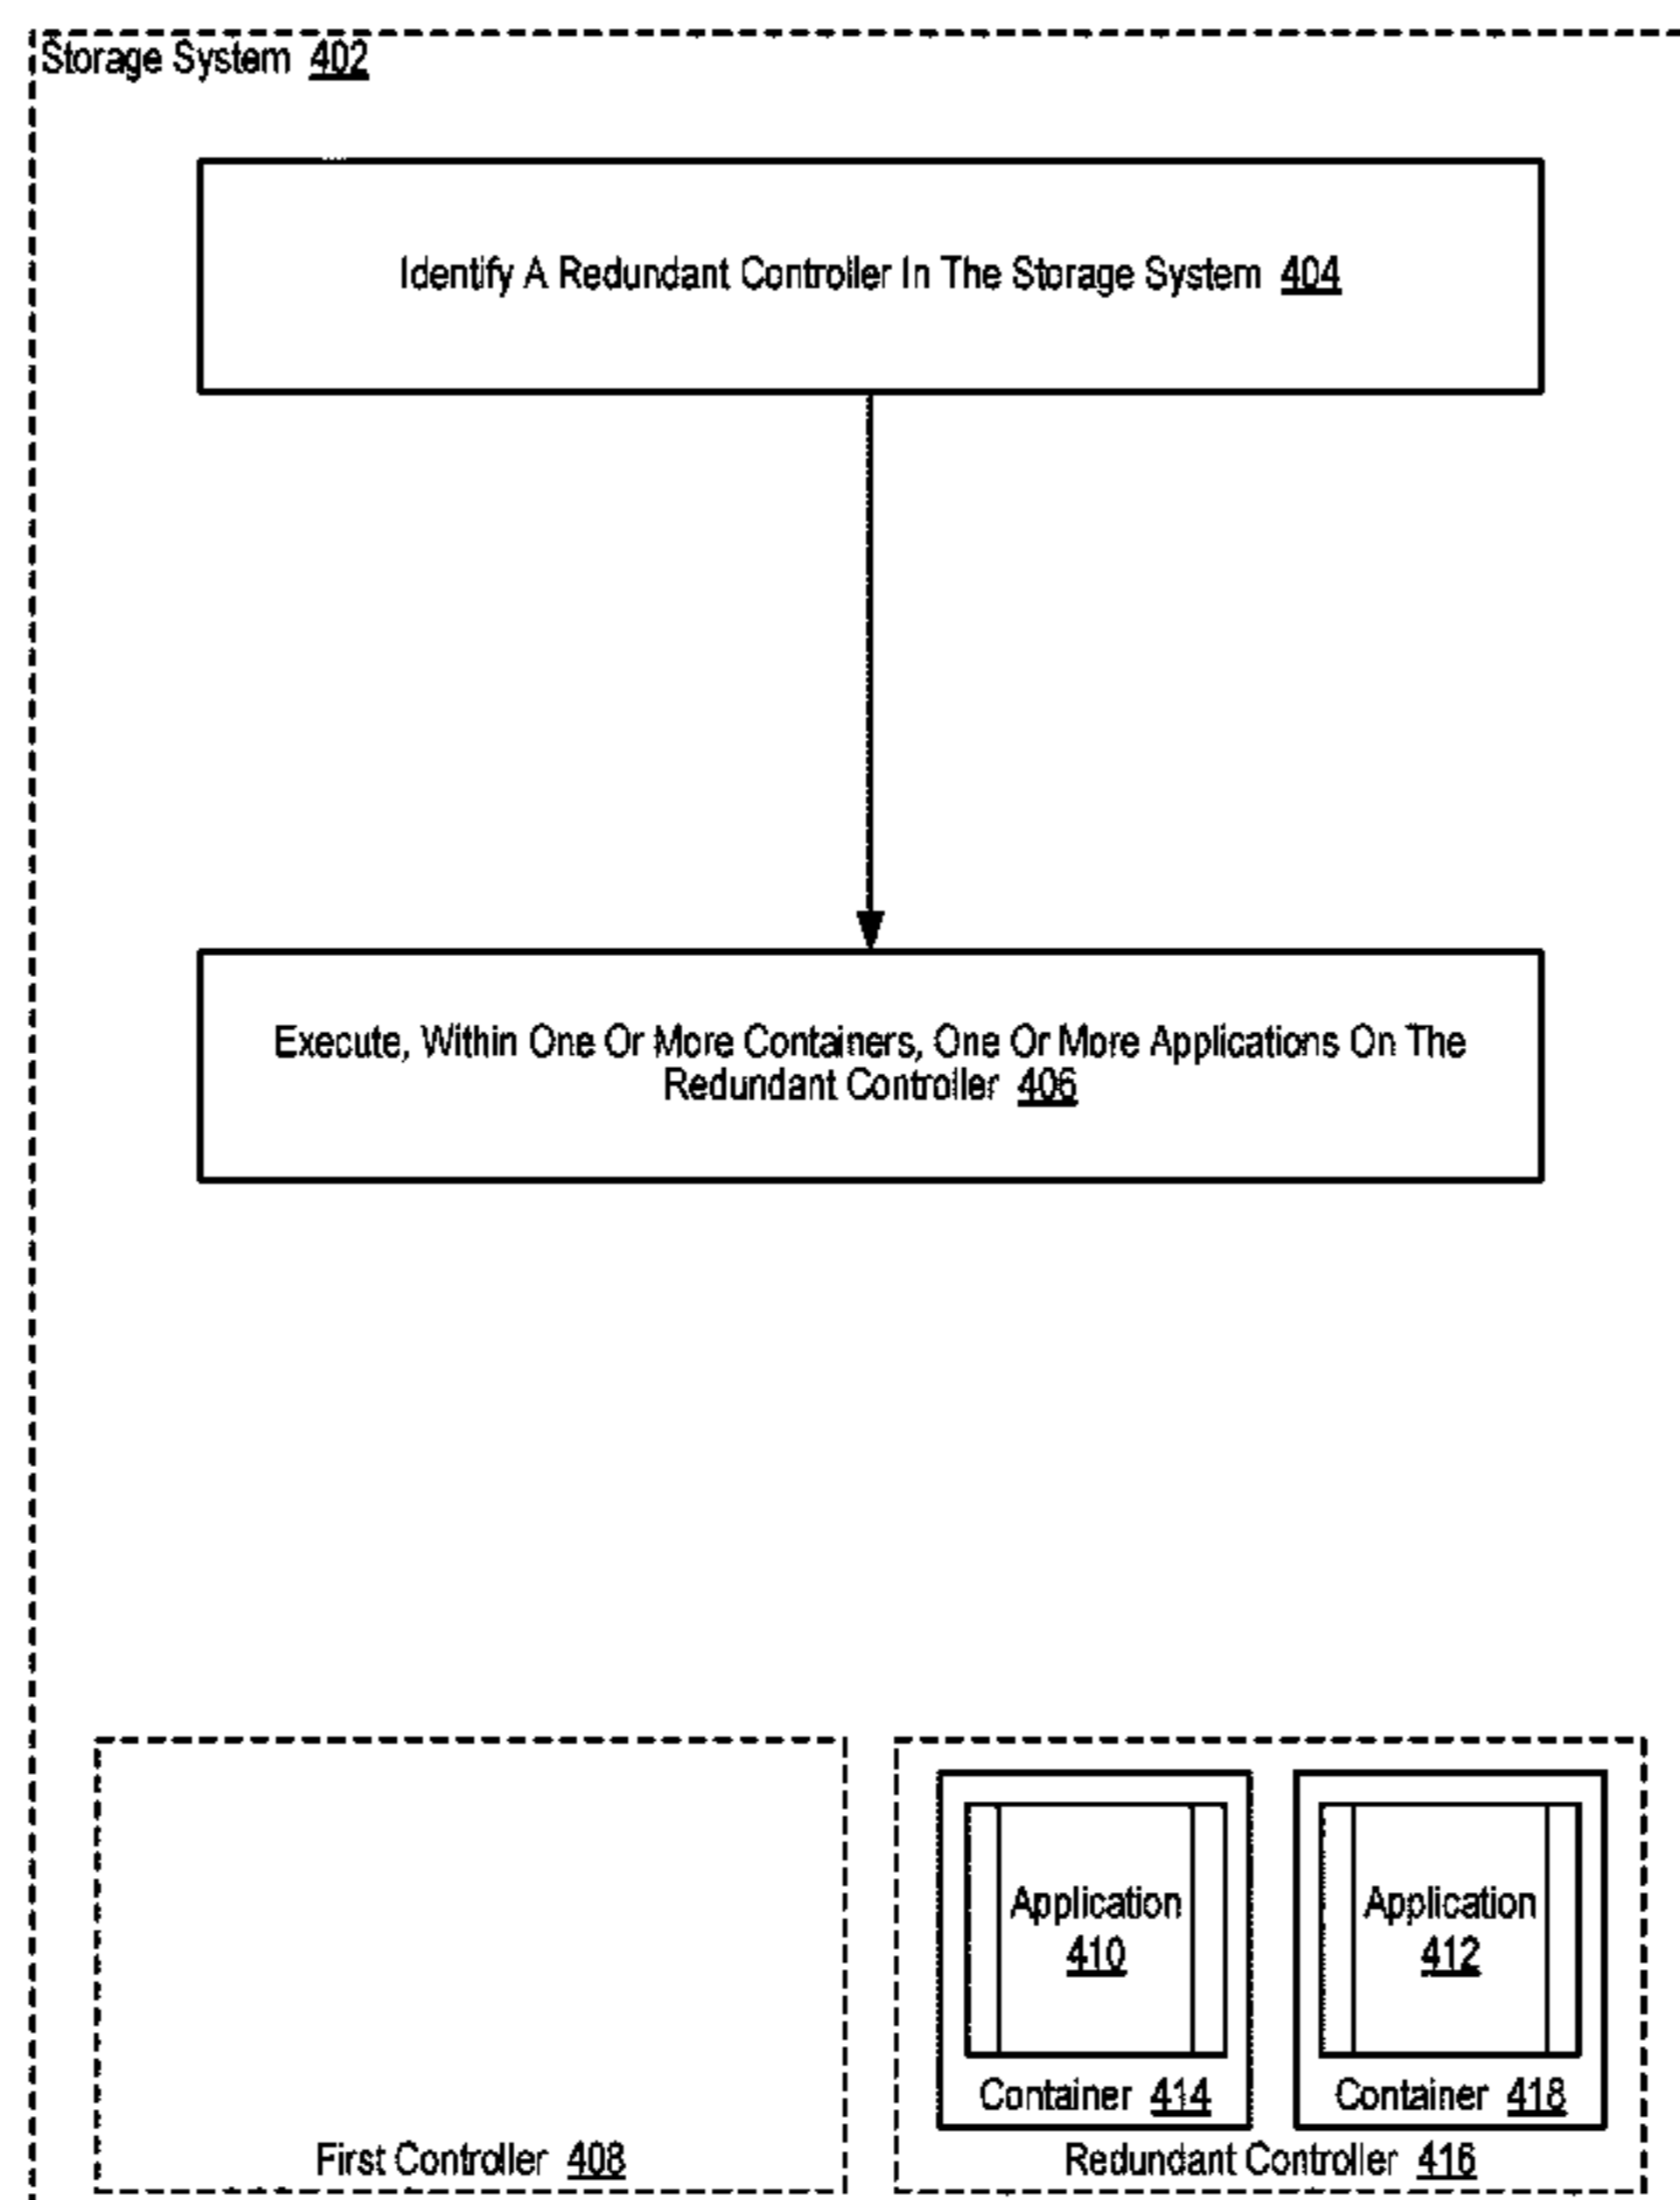 Storage System 402
Identify A Redundant Controller In The Storage System 404
Execute, Within One Or More Containers, One Or More Applications On The
Redundant Controller 406
Application
410
Application
412
Container 414
Container 418
First Controller 408
Redundant Controller 416